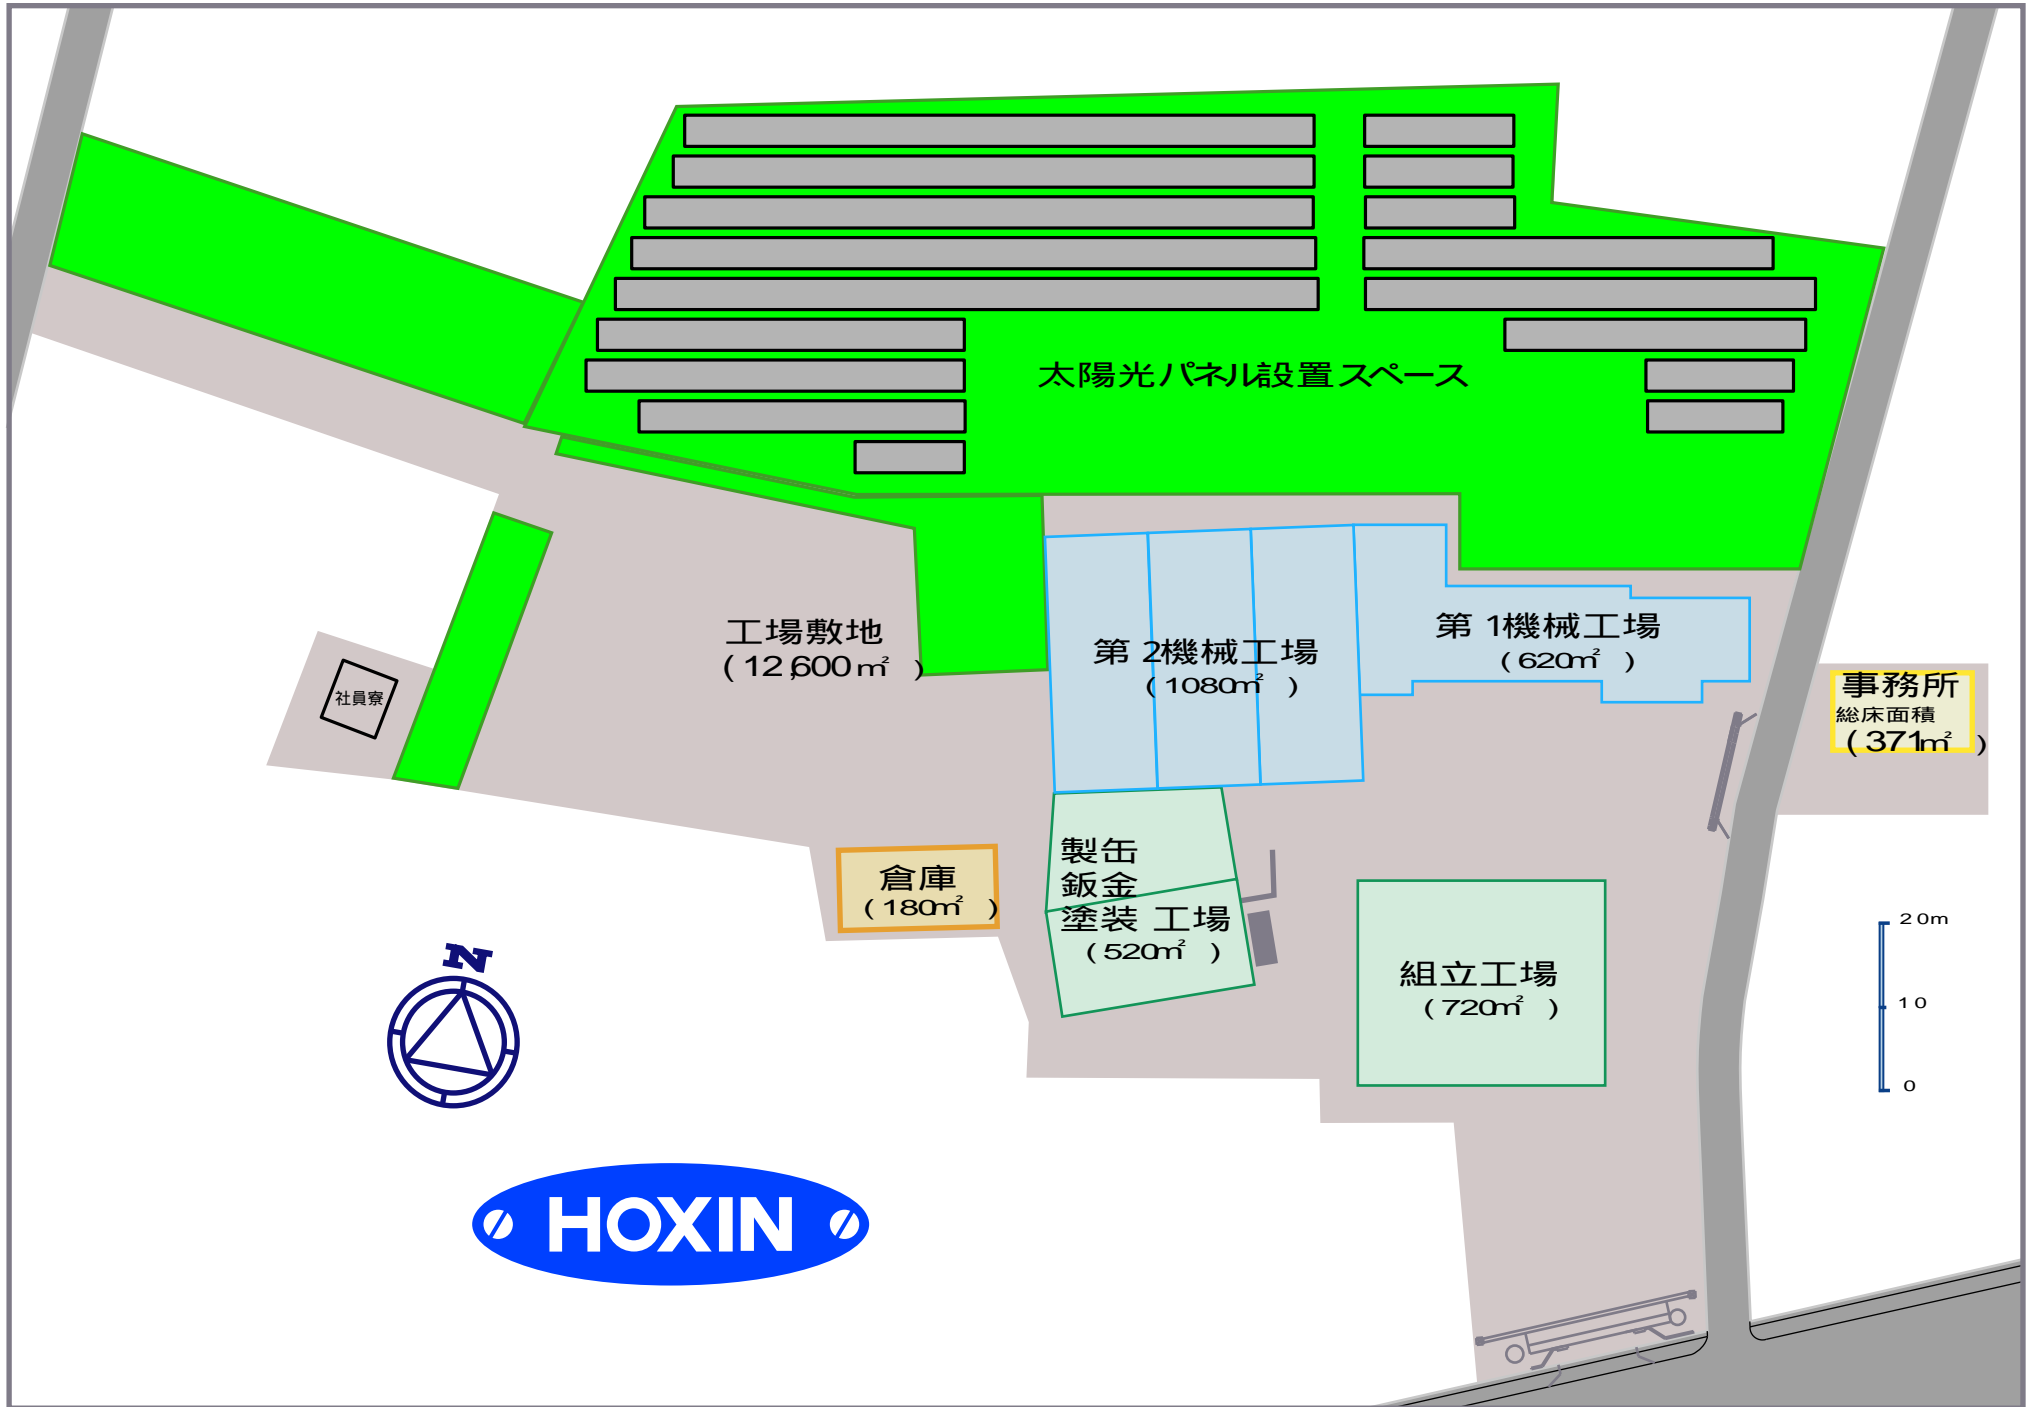 太陽光パネル設置スペース
工場敷地
(12,600㎡)
第2機械工場
(1080㎡)
第1機械工場
(620㎡)
社員寮
事務所
総床面積
(371㎡)
製缶
鈑金
塗装 工場
(520㎡)
倉庫
(180㎡)
組立工場
(720㎡)
20m
10
0
N
HOXIN